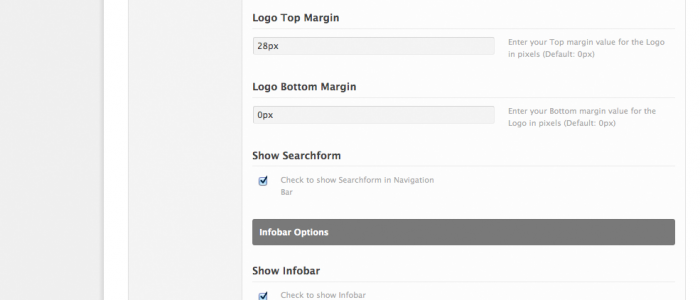 Logo Top Margin
28px
Enter your Top margin value for the Logo
in pixels (Default: 0px)
Logo Bottom Margin
0px
Enter your Bottom margin value for the
Logo in pixels (Default: 0px)
Show Searchform
Check to show Searchform in Navigation
Bar
Infobar Options
Show Infobar
Check to show Infobar